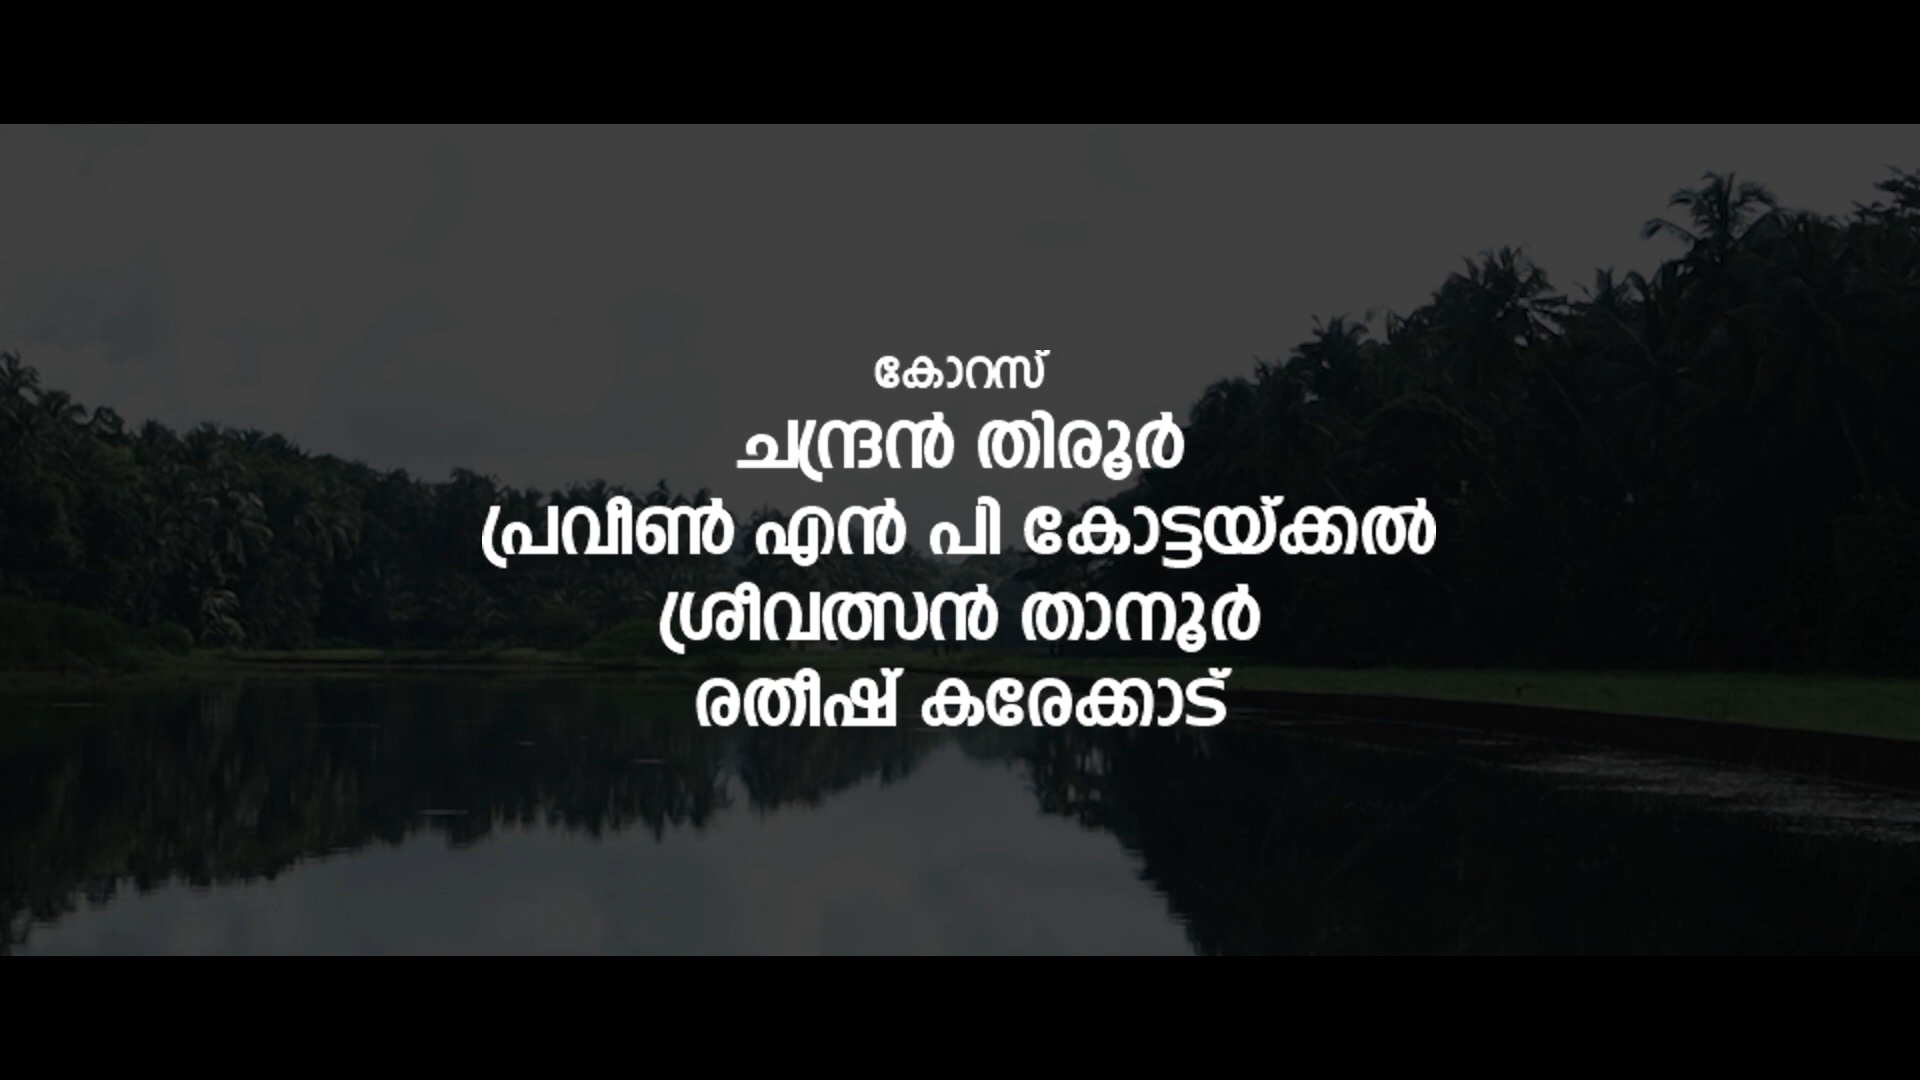 കോറസ്
ചന്ദ്രൻ തിരൂർ
പ്രവീൺ എൻ പി കോട്ടയ്ക്കൽ
ശ്രീവത്സൻ താനൂർ
രതീഷ് കരേക്കാട്